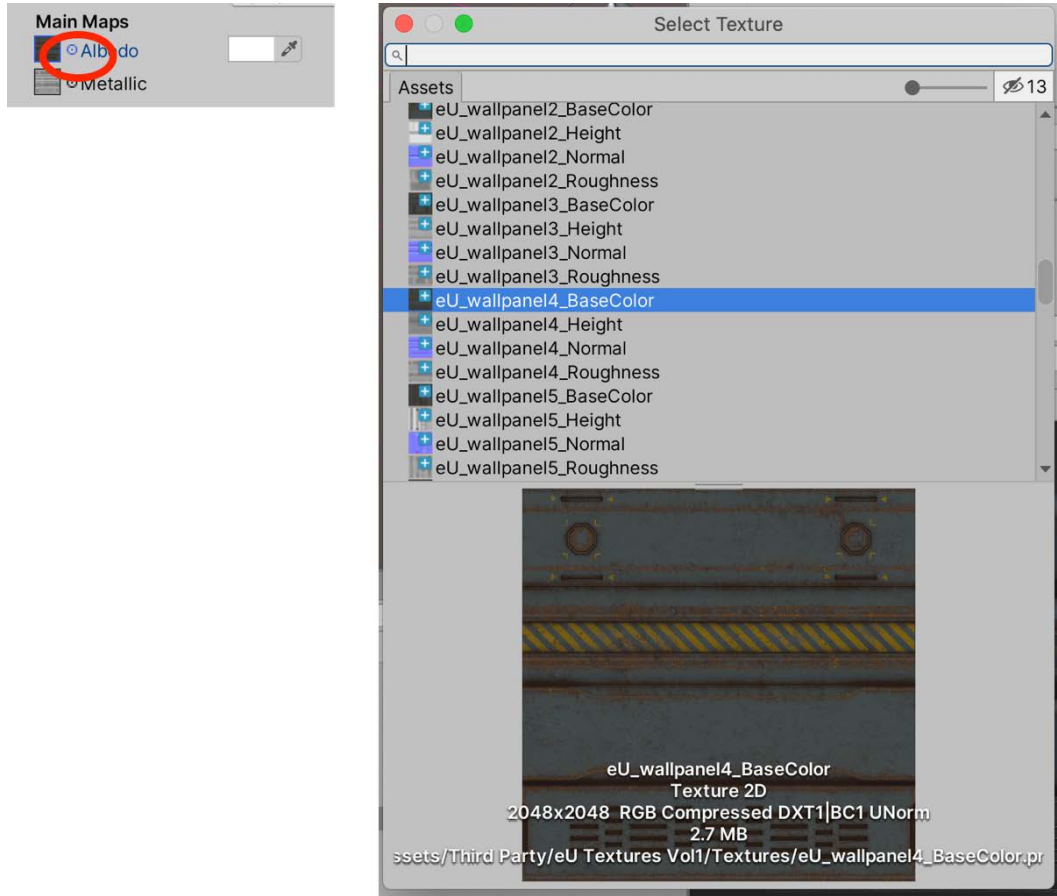 Main Maps
Albedo
Metallic
Select Texture
Assets
13
eU_wallpanel2_BaseColor
eU_wallpanel2_Height
eU_wallpanel2_Normal
eU_wallpanel2_Roughness
eU_wallpanel3_BaseColor
eU_wallpanel3_Height
eU_wallpanel3_Normal
eU_wallpanel3_Roughness
eU_wallpanel4_BaseColor
eU_wallpanel4_Height
eU_wallpanel4_Normal
eU_wallpanel4_Roughness
eU_wallpanel5_BaseColor
eU_wallpanel5_Height
eU_wallpanel5_Normal
eU_wallpanel5_Roughness
eU_wallpanel4_BaseColor
Texture 2D
2048x2048 RGB Compressed DXT1|BC1 UNorm
2.7 MB
ssets/Third Party/eU Textures Vol1/Textures/eU_wallpanel4_BaseColor.pr